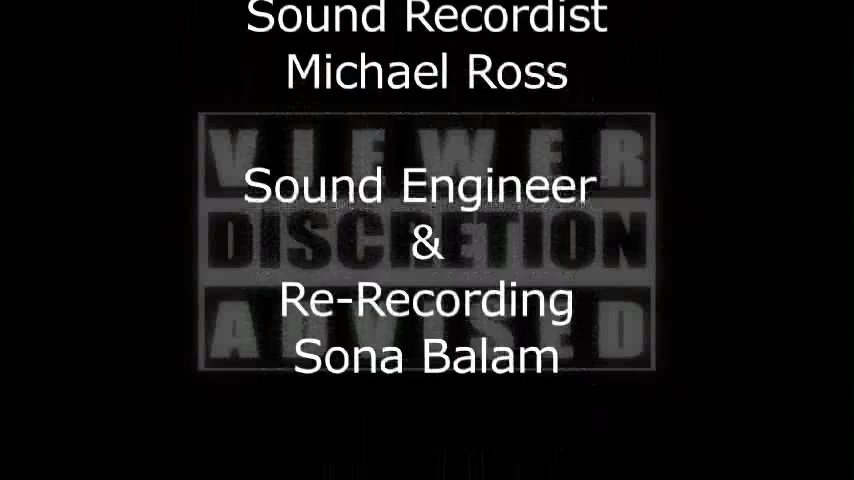 Sound Recordist
Michael Ross
VIEWER
Sound Engineer
DISCRETION
&
Re-Recording
ADVISED
Sona Balam